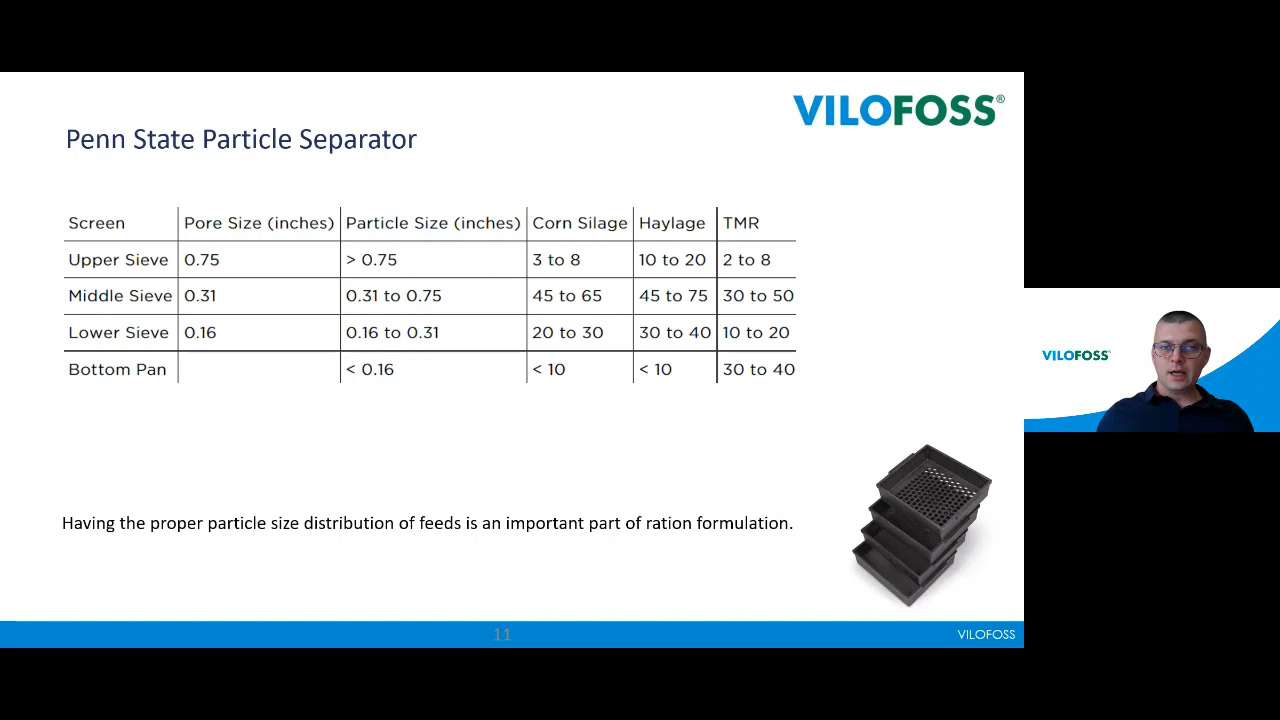 VILOFOSS®
Penn State Particle Separator
Screen Pore Size (inches) Particle Size (inches) Corn Silage Haylage TMR
Upper Sieve 0.75 > 0.75 3 to 8 10 to 20 2 to 8
Middle Sieve 0.31 0.31 to 0.75 45 to 65 45 to 75 30 to 50
Lower Sieve 0.16 0.16 to 0.31 20 to 30 30 to 40 10 to 20
Bottom Pan < 0.16 < 10 < 10 30 to 40
VILOFOSS®
Having the proper particle size distribution of feeds is an important part of ration formulation.
11
VILOFOSS